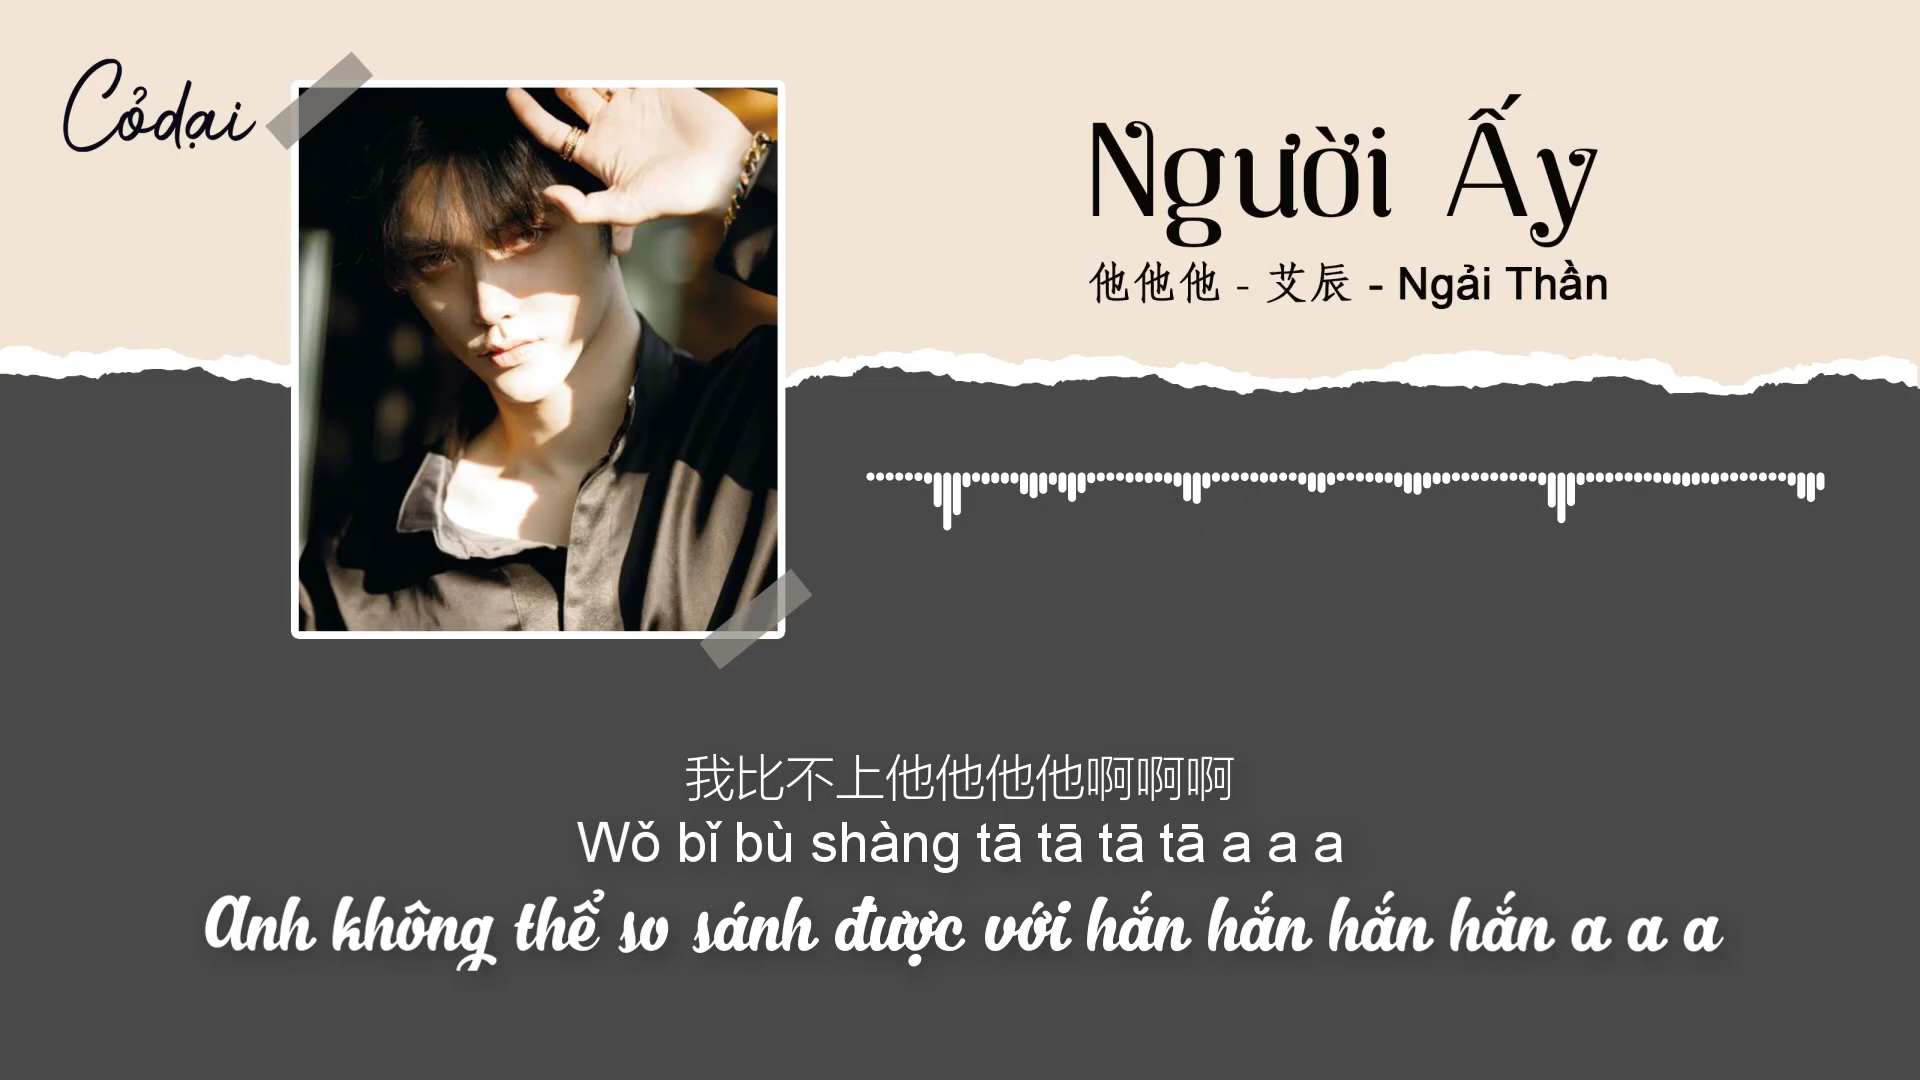 Cỏdại
Người Ấy
他他他 - 艾辰 - Ngải Thần
我比不上他他他他啊啊啊
Wǒ bǐ bù shàng tā tā tā tā a a a
Anh không thể so sánh được với hắn hắn hắn hắn a a a